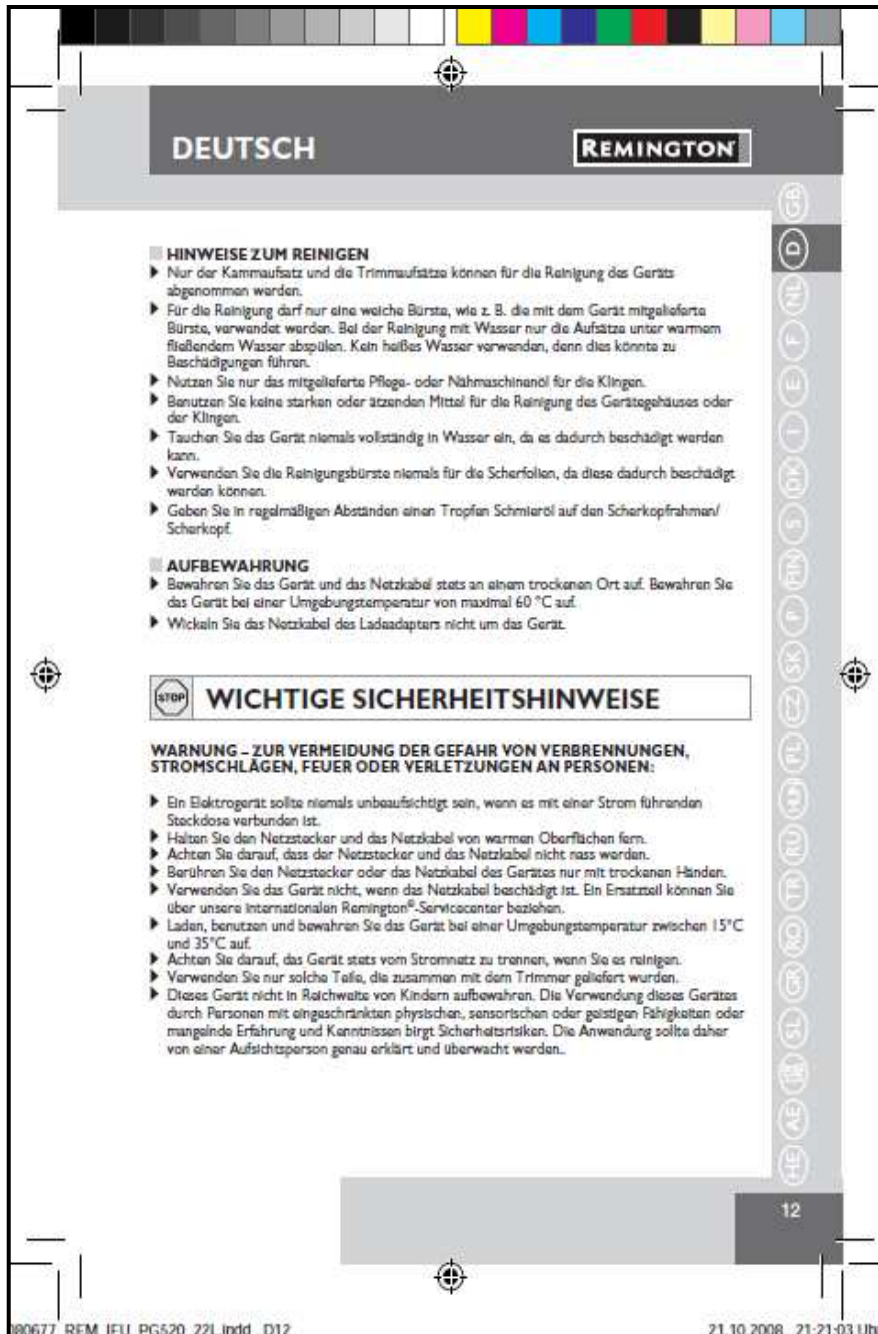 DEUTSCH
REMINGTON
HINWEISE ZUM REINIGEN
Nur der Kammaufsatz und die Trimmaufsätze können für die Reinigung des Geräts
abgenommen werden.
Für die Reinigung darf nur eine weiche Bürste, wie z. B. die mit dem Gerät mitgelieferte
Bürste, verwendet werden. Bei der Reinigung mit Wasser nur die Aufsätze unter warmem
fließendem Wasser abspülen. Kein heißes Wasser verwenden, denn dies könnte zu
Beschädigungen führen.
Nutzen Sie nur das mitgelieferte Pflege- oder Nähmaschinenöl für die Klingen.
Benutzen Sie keine starken oder ätzenden Mittel für die Reinigung des Gerätegehäuses oder
der Klingen.
Tauchen Sie das Gerät niemals vollständig in Wasser ein, da es dadurch beschädigt werden
kann.
Verwenden Sie die Reinigungsbürste niemals für die Scherfolien, da diese dadurch beschädigt
werden können.
Geben Sie in regelmäßigen Abständen einen Tropfen Schmieröl auf den Scherkopfrahmen/
Scherkopf.
AUFBEWAHRUNG
Bewahren Sie das Gerät und das Netzkabel stets an einem trockenen Ort auf. Bewahren Sie
das Gerät bei einer Umgebungstemperatur von maximal 60 °C auf.
Wickeln Sie das Netzkabel des Ladeadapters nicht um das Gerät.
STOP
WICHTIGE SICHERHEITSHINWEISE
WARNUNG – ZUR VERMEIDUNG DER GEFAHR VON VERBRENNUNGEN,
STROMSCHLÄGEN, FEUER ODER VERLETZUNGEN AN PERSONEN:
Ein Elektrogerät sollte niemals unbeaufsichtigt sein, wenn es mit einer Strom führenden
Steckdose verbunden ist.
Halten Sie den Netzstecker und das Netzkabel von warmen Oberflächen fern.
Achten Sie darauf, dass der Netzstecker und das Netzkabel nicht nass werden.
Berühren Sie den Netzstecker oder das Netzkabel des Gerätes nur mit trockenen Händen.
Verwenden Sie das Gerät nicht, wenn das Netzkabel beschädigt ist. Ein Ersatzteil können Sie
über unsere internationalen Remington®-Servicecenter beziehen.
Laden, benutzen und bewahren Sie das Gerät bei einer Umgebungstemperatur zwischen 15°C
und 35°C auf.
Achten Sie darauf, das Gerät stets vom Stromnetz zu trennen, wenn Sie es reinigen.
Verwenden Sie nur solche Teile, die zusammen mit dem Trimmer geliefert wurden.
Dieses Gerät nicht in Reichweite von Kindern aufbewahren. Die Verwendung dieses Gerätes
durch Personen mit eingeschränkten physischen, sensorischen oder geistigen Fähigkeiten oder
mangelnde Erfahrung und Kenntnissen birgt Sicherheitsrisiken. Die Anwendung sollte daher
von einer Aufsichtsperson genau erklärt und überwacht werden..
GB
D
NL
F
E
I
DK
S
FIN
P
SK
CZ
PL
HUN
RU
TR
RO
GR
SL
AE
HE
12
080677_REM_IFU_PG520_22L.indd D12
21.10.2008 21:21:03 Uhr